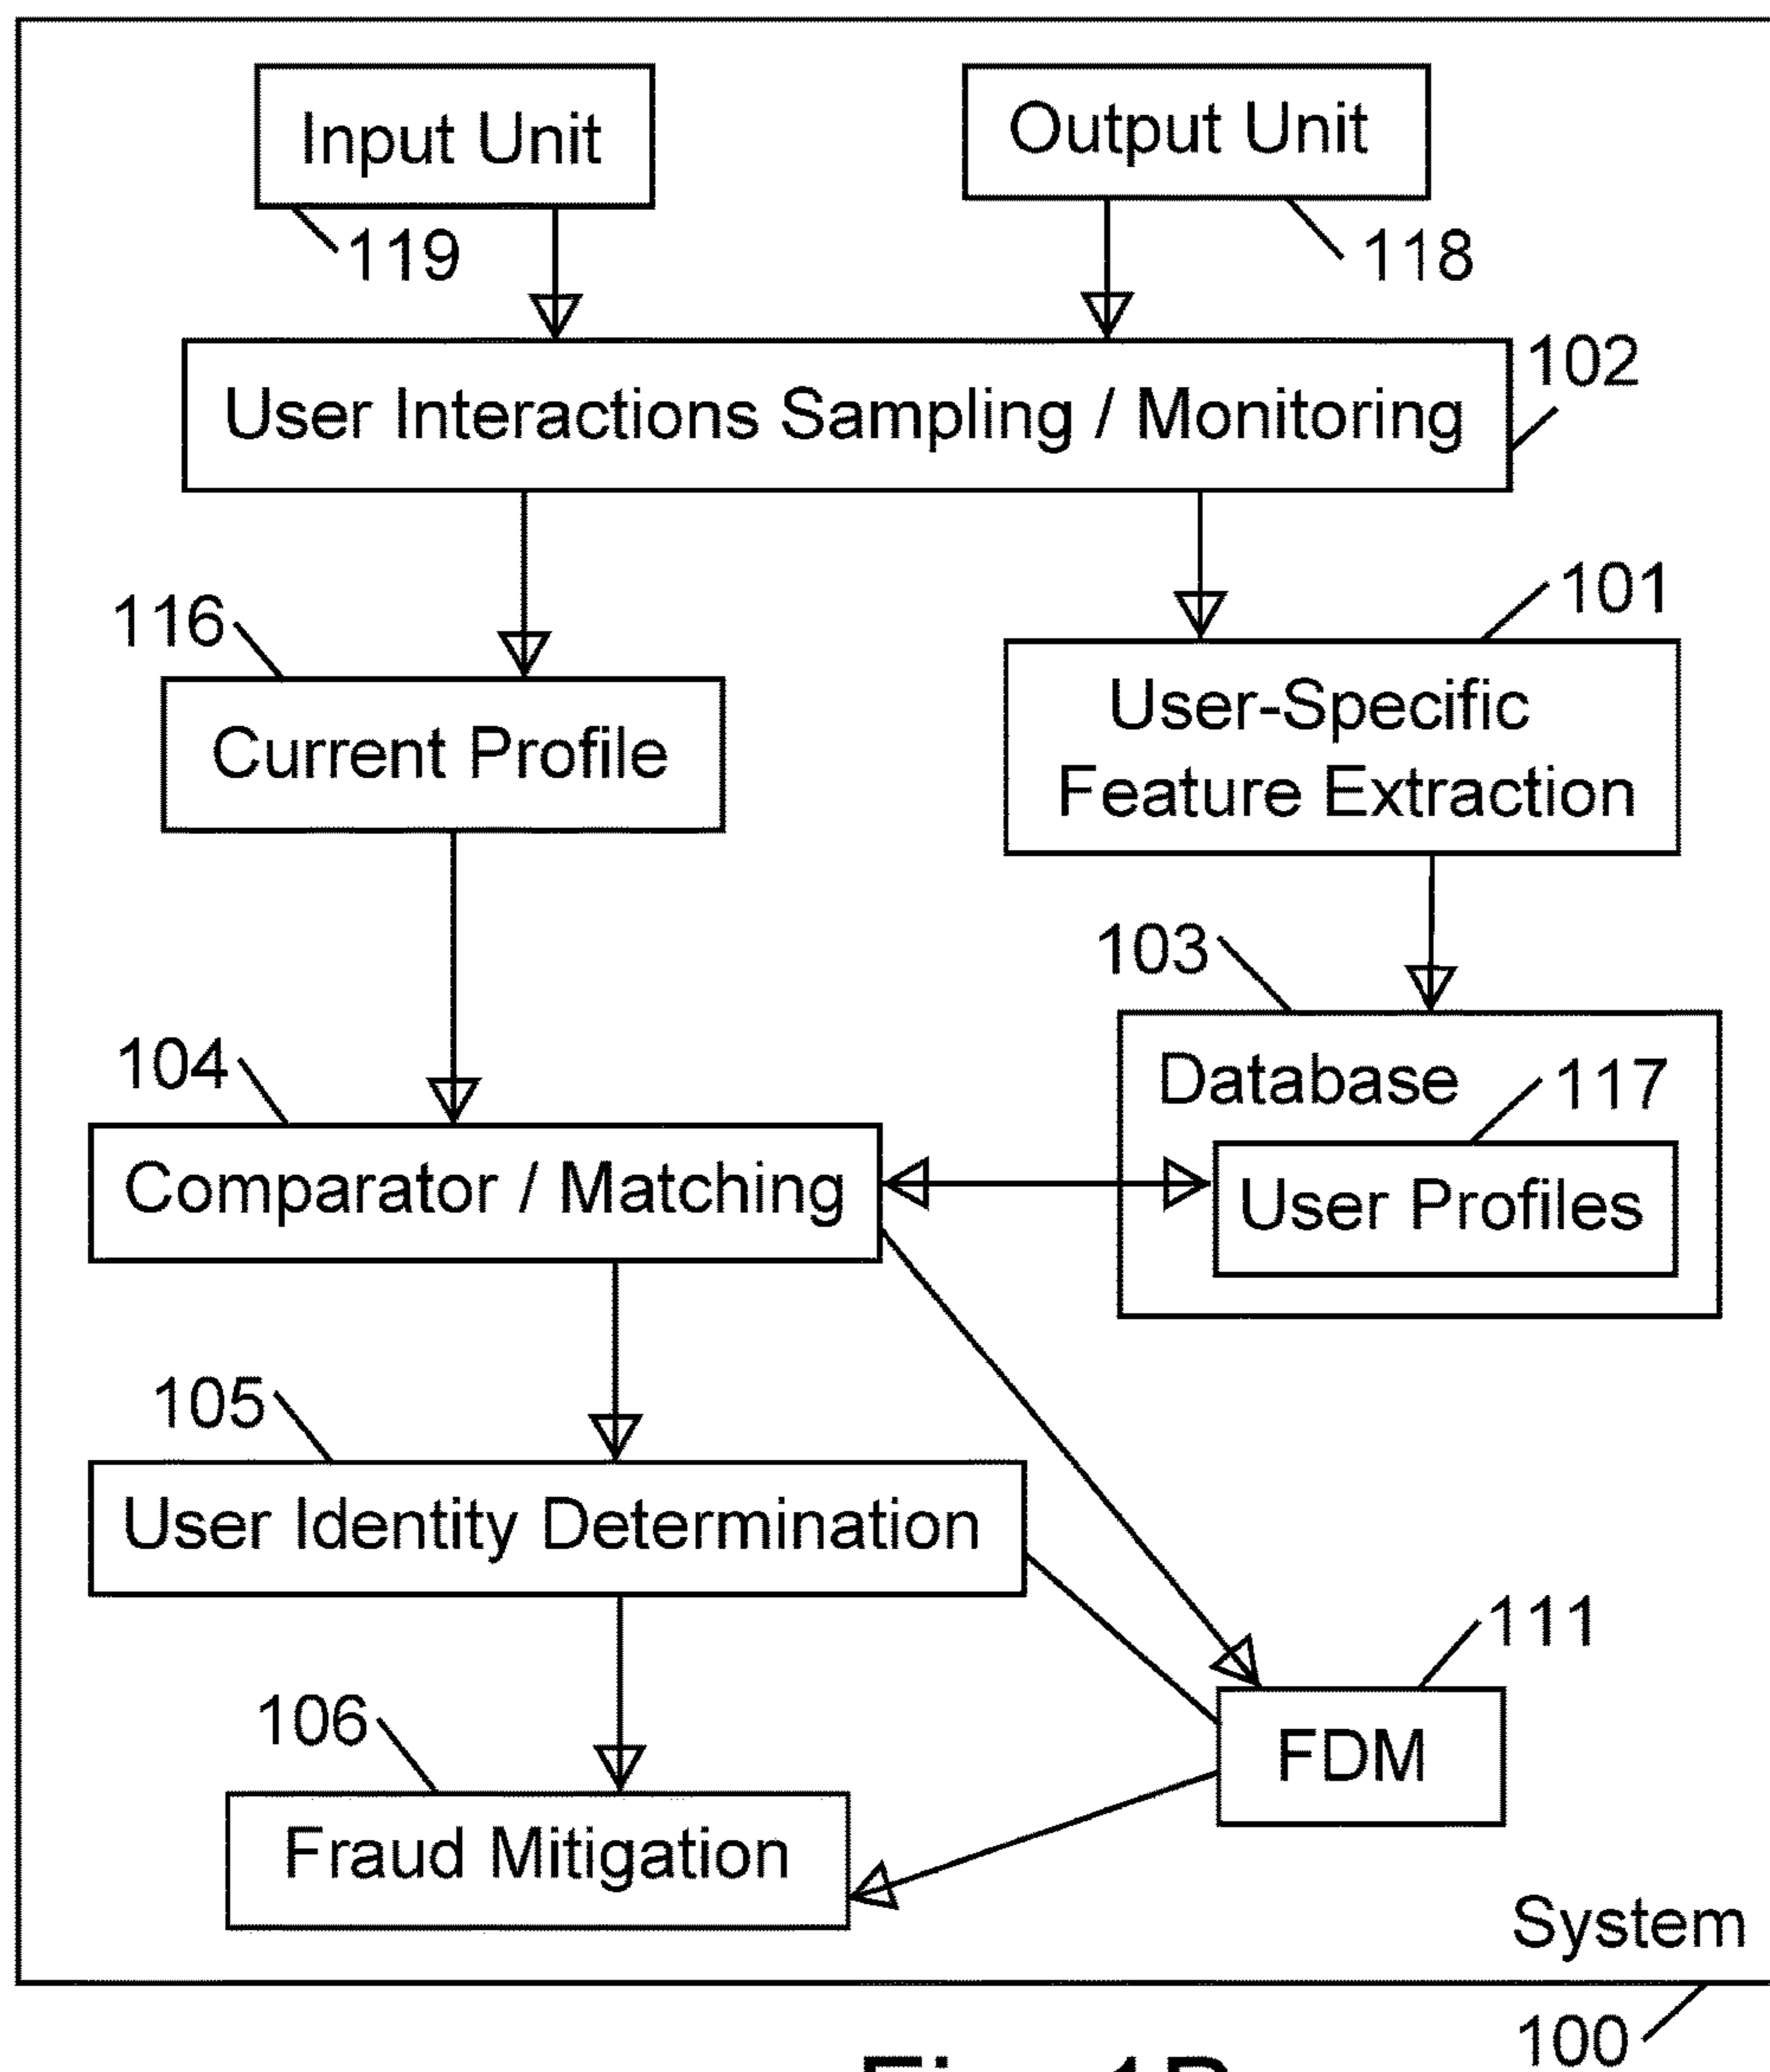 Input Unit
Output Unit
119
118
102
User Interactions Sampling / Monitoring
101
116
User-Specific
Feature Extraction
Current Profile
103
104
Database
117
Comparator / Matching
User Profiles
105
User Identity Determination
111
106
FDM
Fraud Mitigation
System
100